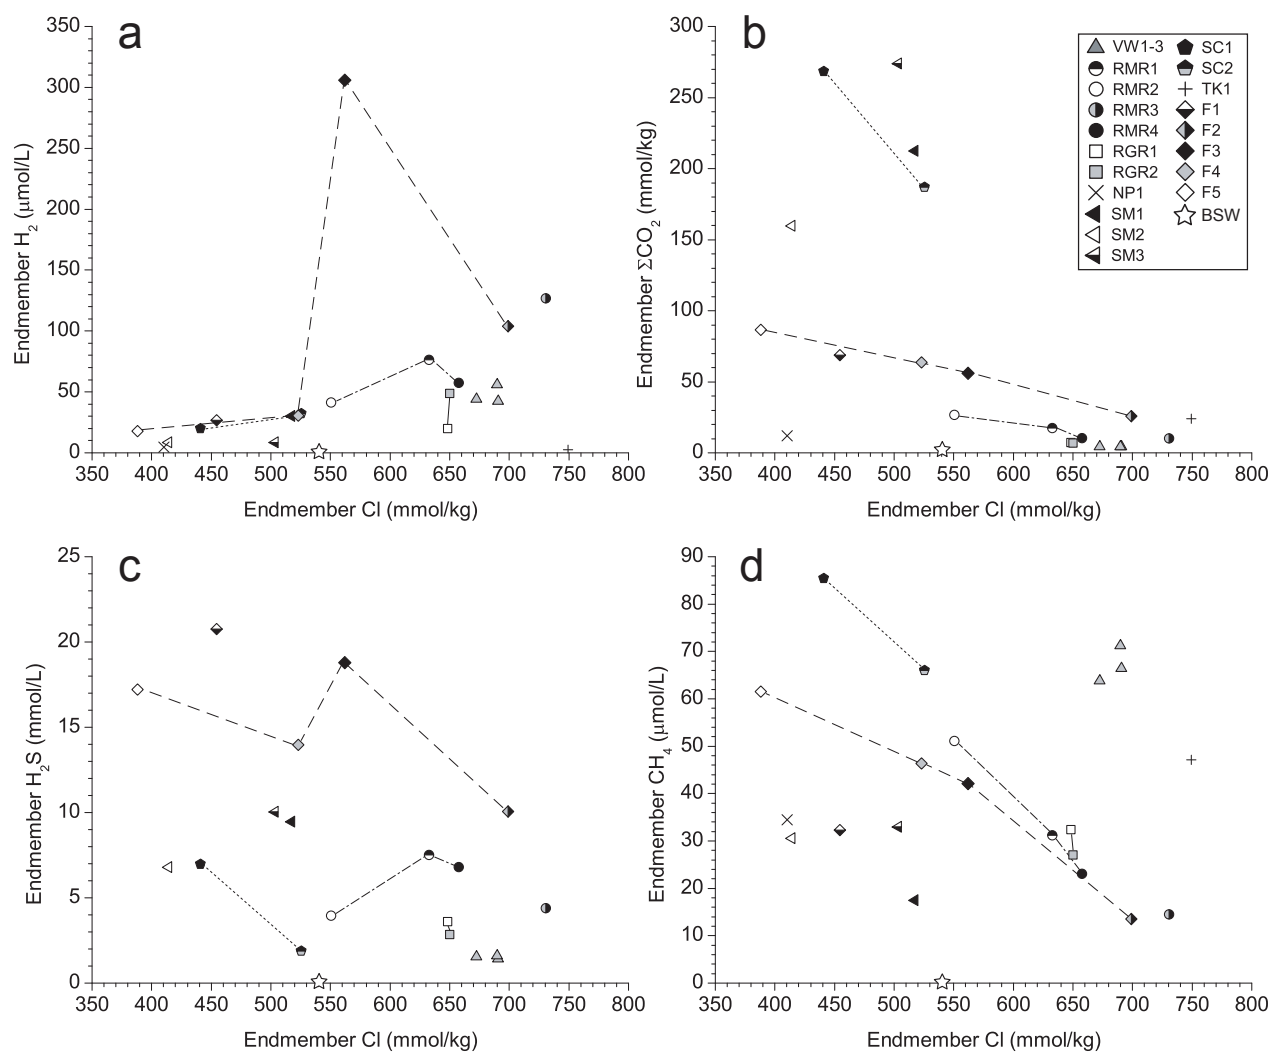 a
Endmember H2 (μmol/L)
350
300
250
200
150
100
50
0
350 400 450 500 550 600 650 700 750 800
Endmember Cl (mmol/kg)
b
Endmember ΣCO2 (mmol/kg)
300
250
200
150
100
50
0
350 400 450 500 550 600 650 700 750 800
Endmember Cl (mmol/kg)
VW1-3 SC1
RMR1 SC2
RMR2 TK1
RMR3 F1
RMR4 F2
RGR1 F3
RGR2 F4
NP1 F5
SM1 BSW
SM2
SM3
c
Endmember H2S (mmol/L)
25
20
15
10
5
0
350 400 450 500 550 600 650 700 750 800
Endmember Cl (mmol/kg)
d
Endmember CH4 (μmol/L)
90
80
70
60
50
40
30
20
10
0
350 400 450 500 550 600 650 700 750 800
Endmember Cl (mmol/kg)